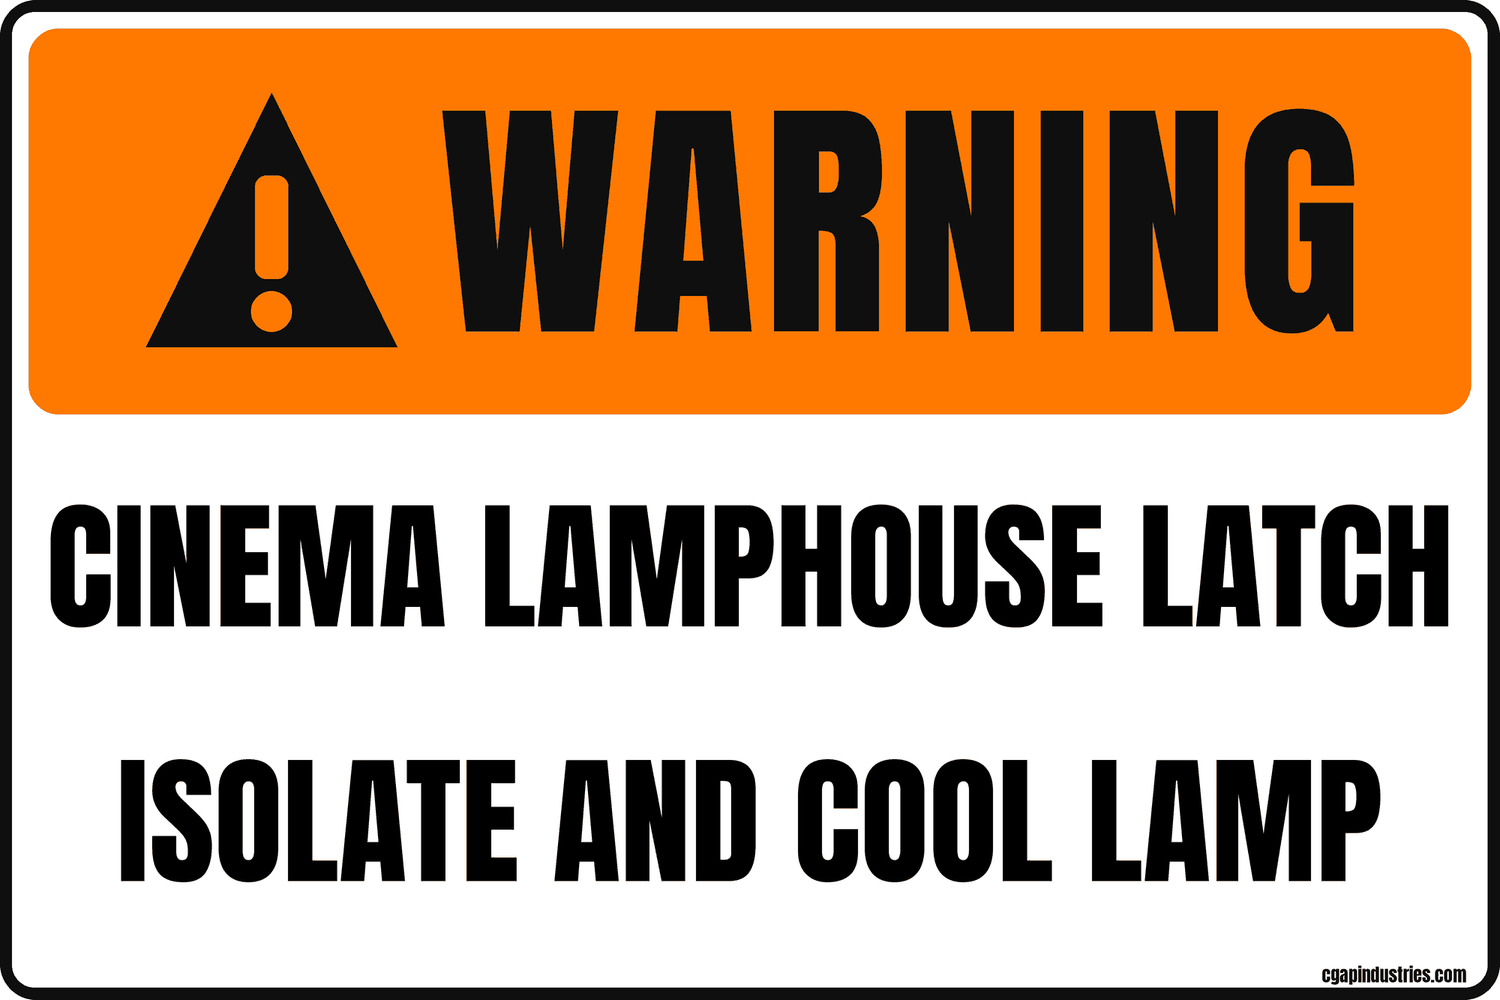 WARNING
CINEMA LAMPHOUSE LATCH
ISOLATE AND COOL LAMP
cgapindustries.com